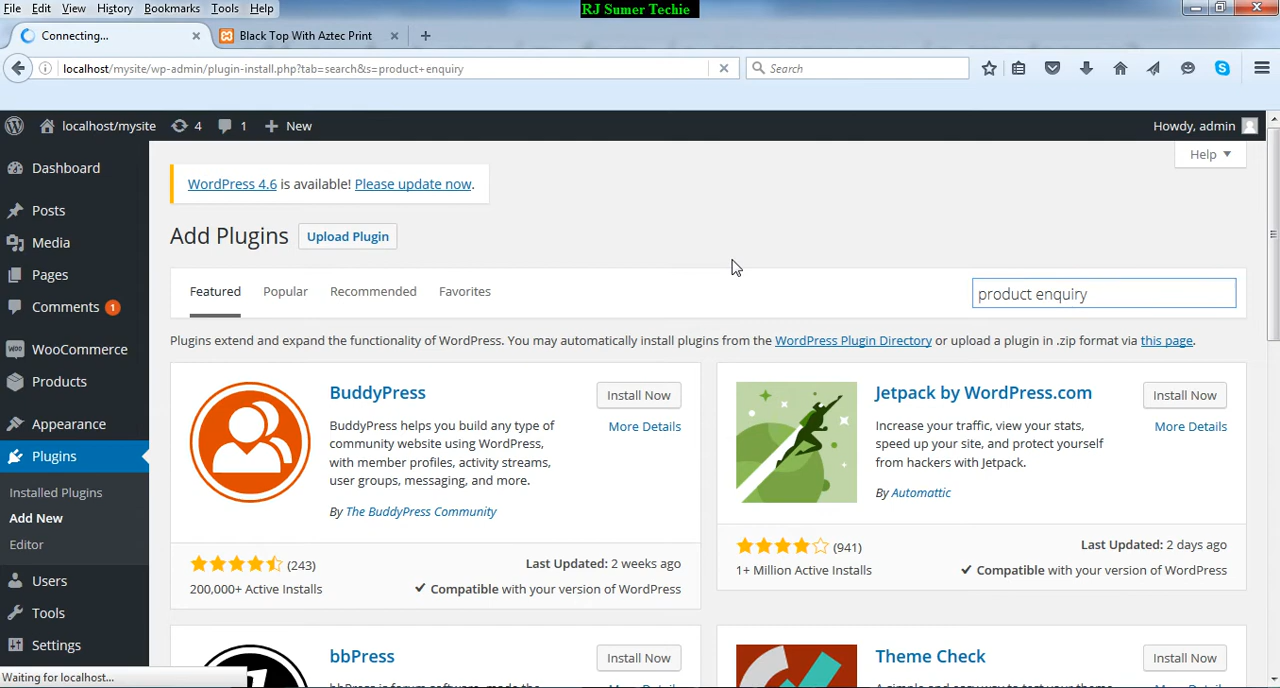 File Edit View History Bookmarks Tools Help
RJ Sumer Techie
Connecting...
Black Top With Aztec Print
localhost/mysite/wp-admin/plugin-install.php?tab=search&s=product+enquiry
Search
localhost/mysite 4 1 New
Howdy, admin
Help
Dashboard
Posts
Media
Pages
Comments 1
WooCommerce
Products
Appearance
Plugins
Installed Plugins
Add New
Editor
Users
Tools
Settings
WordPress 4.6 is available! Please update now.
Add Plugins Upload Plugin
Featured Popular Recommended Favorites
product enquiry
Plugins extend and expand the functionality of WordPress. You may automatically install plugins from the WordPress Plugin Directory or upload a plugin in .zip format via this page.
BuddyPress
Install Now
More Details
BuddyPress helps you build any type of
community website using WordPress,
with member profiles, activity streams,
user groups, messaging, and more.
By The BuddyPress Community
(243)
Last Updated: 2 weeks ago
200,000+ Active Installs
Compatible with your version of WordPress
Jetpack by WordPress.com
Install Now
More Details
Increase your traffic, view your stats,
speed up your site, and protect yourself
from hackers with Jetpack.
By Automattic
(941)
Last Updated: 2 days ago
1+ Million Active Installs
Compatible with your version of WordPress
bbPress
Install Now
Theme Check
Install Now
Waiting for localhost...